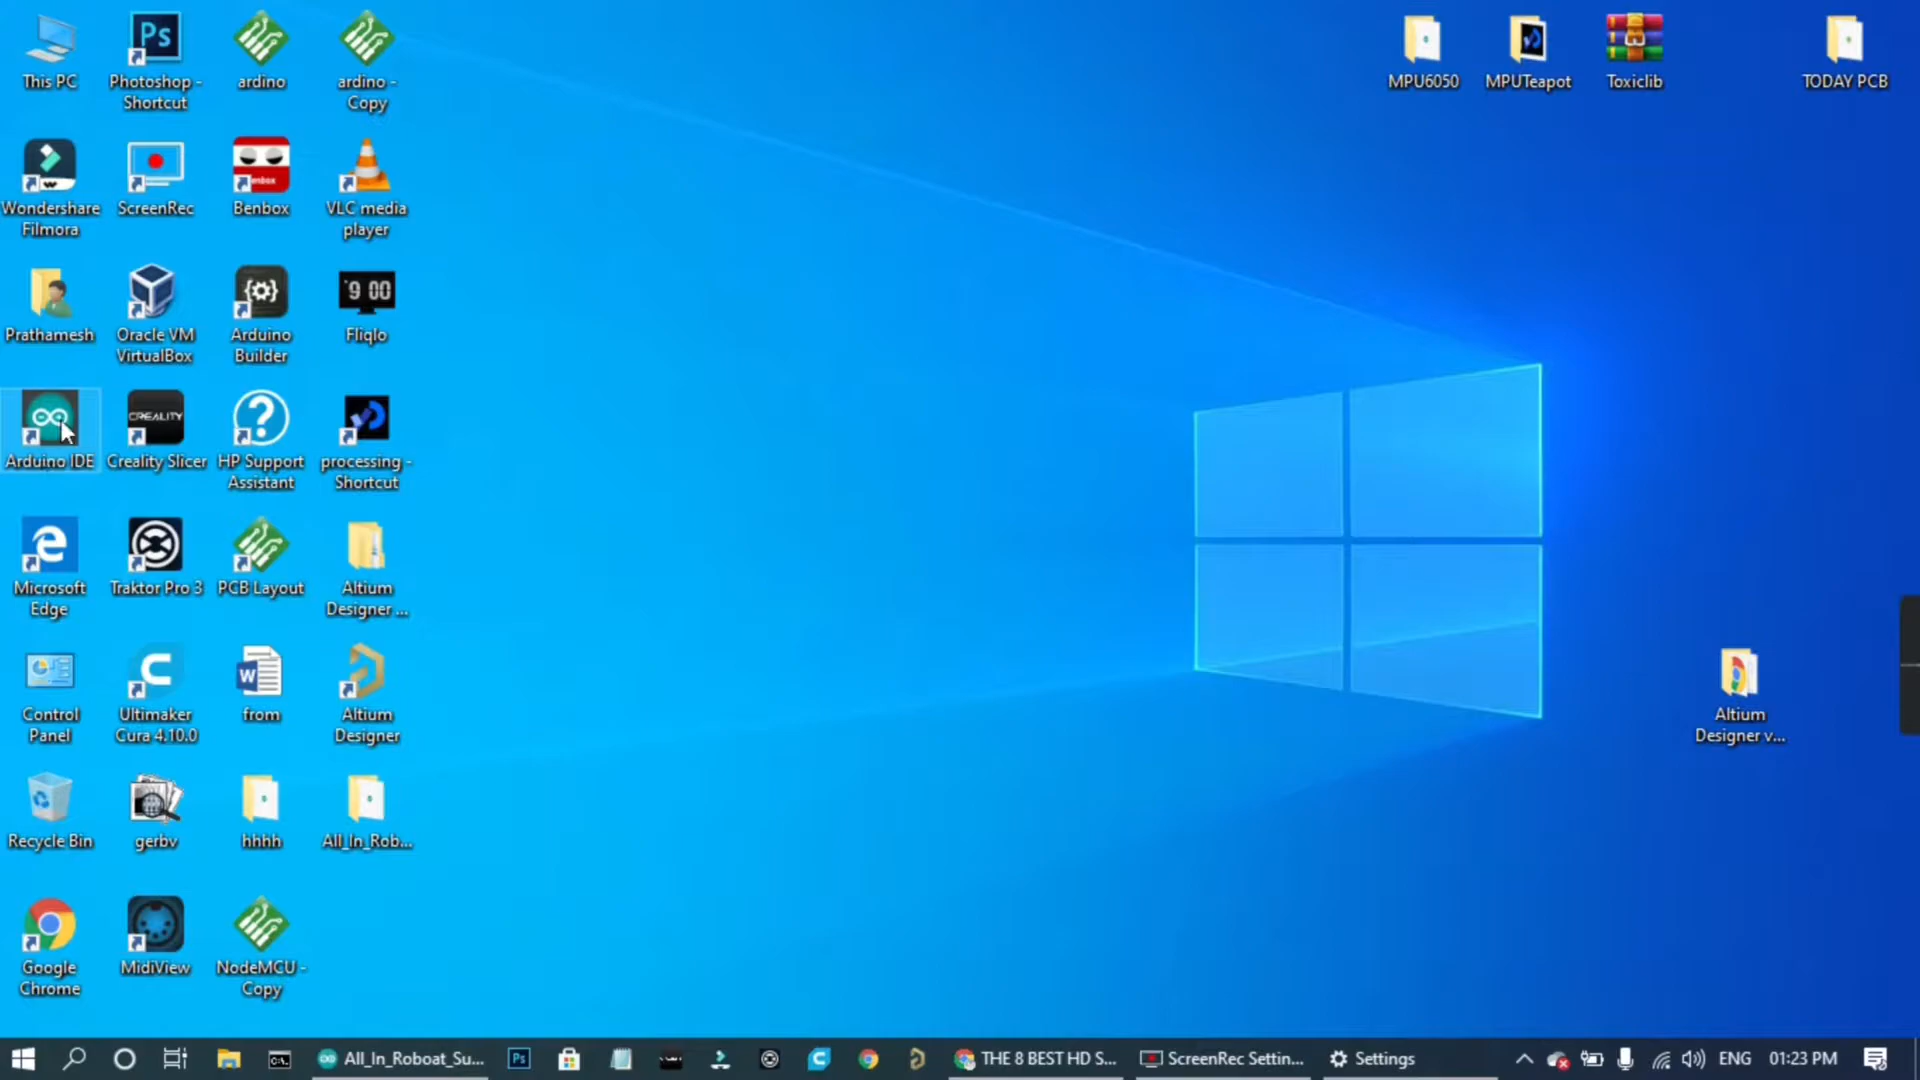 This PC
Photoshop -
Shortcut
ardino
ardino -
Copy
MPU6050
MPUTeapot
Toxiclib
TODAY PCB
Wondershare
Filmora
ScreenRec
Benbox
VLC media
player
Prathamesh
Oracle VM
VirtualBox
Arduino
Builder
9 00
Fliqlo
Arduino IDE
CREALITY
Creality Slicer
HP Support
Assistant
processing -
Shortcut
Microsoft
Edge
Traktor Pro 3
PCB Layout
Altium
Designer ...
Control
Panel
Ultimaker
Cura 4.10.0
from
Altium
Designer
Altium
Designer v...
Recycle Bin
gerbv
hhhh
All_In_Rob...
Google
Chrome
MidiView
NodeMCU -
Copy
All_In_Roboat_Su...
Ps
THE 8 BEST HD S...
ScreenRec Settin...
Settings
ENG
01:23 PM